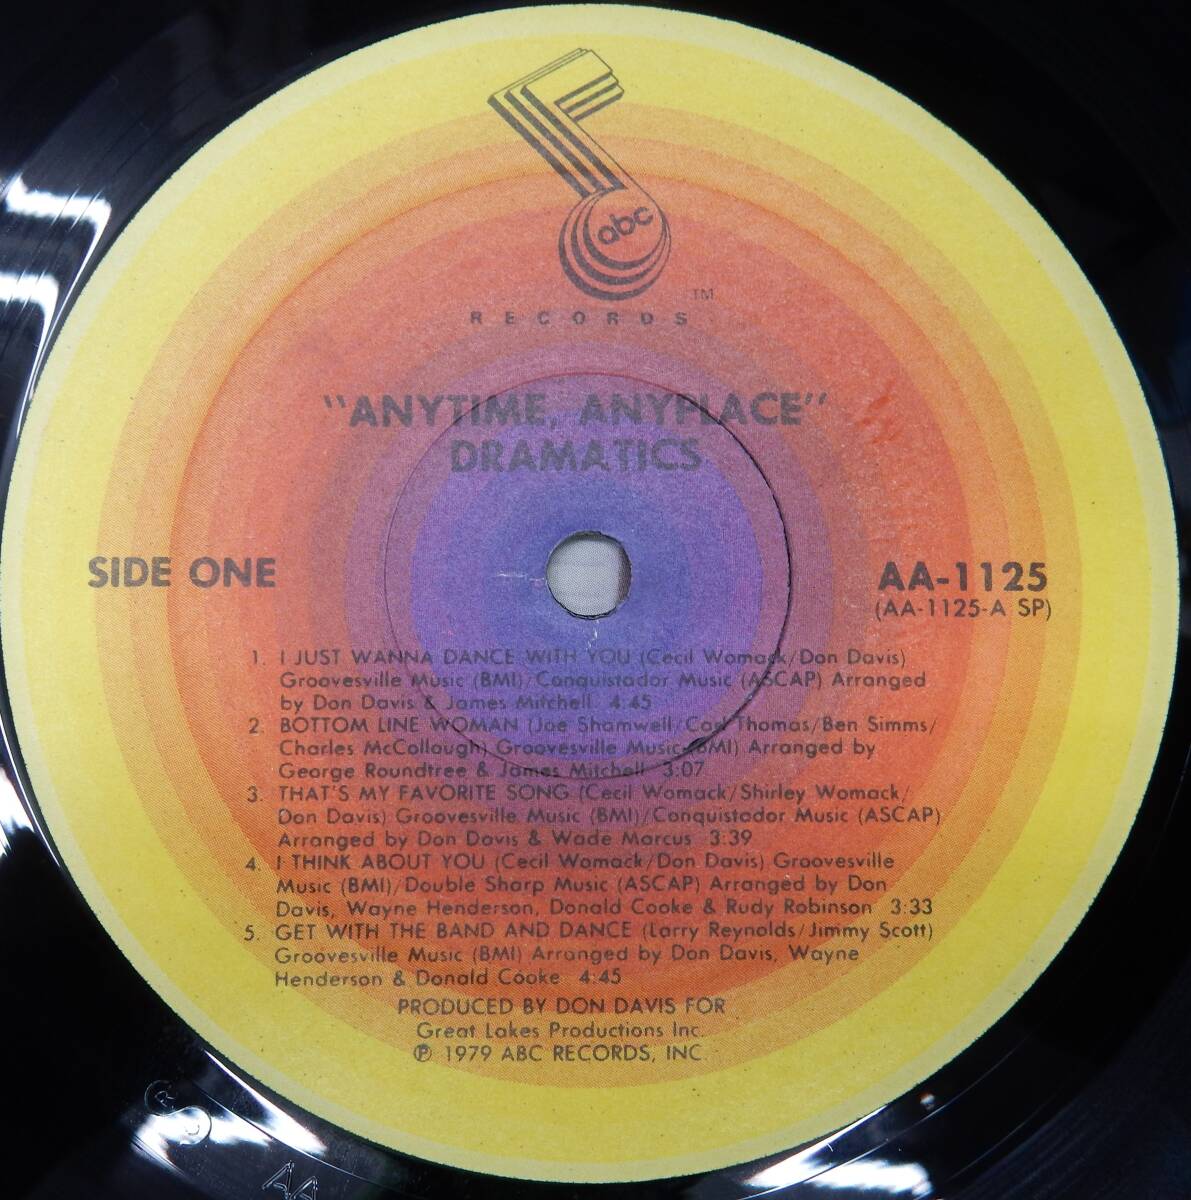 abc
TM
RECORDS
"ANYTIME, ANYPLACE"
DRAMATICS
SIDE ONE
AA-1125
(AA-1125-A SP)
1. I JUST WANNA DANCE WITH YOU (Cecil Womack/Don Davis)
Groovesville Music (BMI)/Conquistador Music (ASCAP) Arranged
by Don Davis & James Mitchell 4:45
2. BOTTOM LINE WOMAN (Joe Shamwell/Carl Thomas/Ben Simms/
Charles McCollough) Groovesville Music (BMI) Arranged by
George Roundtree & James Mitchell 3:07
3. THAT'S MY FAVORITE SONG (Cecil Womack/Shirley Womack/
Don Davis) Groovesville Music (BMI)/Conquistador Music (ASCAP)
Arranged by Don Davis & Wade Marcus 3:39
4. I THINK ABOUT YOU (Cecil Womack/Don Davis) Groovesville
Music (BMI)/Double Sharp Music (ASCAP) Arranged by Don
Davis, Wayne Henderson, Donald Cooke & Rudy Robinson 3:33
5. GET WITH THE BAND AND DANCE (Larry Reynolds/Jimmy Scott)
Groovesville Music (BMI) Arranged by Don Davis, Wayne
Henderson & Donald Cooke 4:45
PRODUCED BY DON DAVIS FOR
Great Lakes Productions Inc.
℗ 1979 ABC RECORDS, INC.
AA